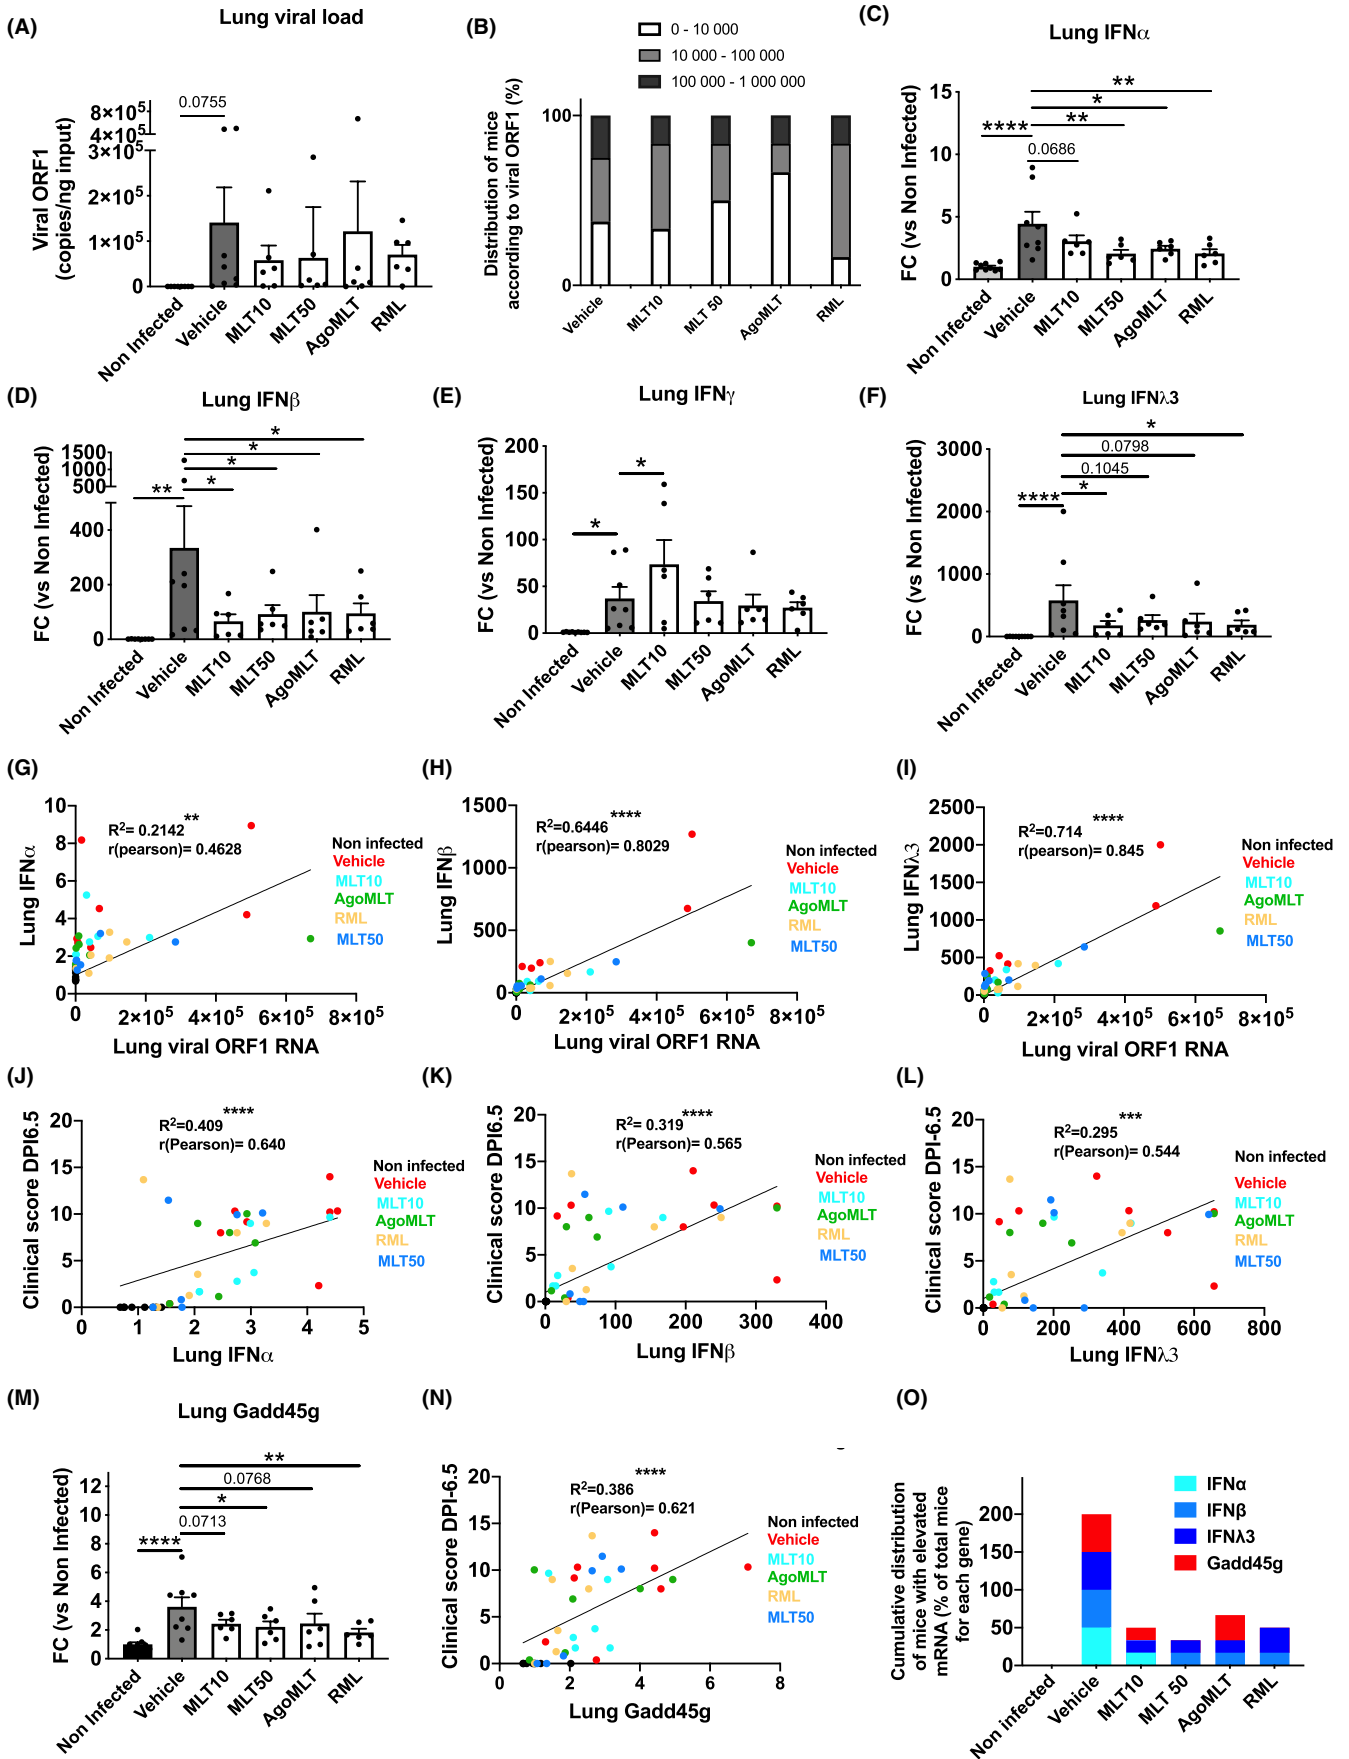 (A)
Lung viral load
0.0755
8×10⁵
4×10⁵
3×10⁵
2×10⁵
1×10⁵
0
Viral ORF1
(copies/ng input)
Non Infected
Vehicle
MLT10
MLT50
AgoMLT
RML
(B)
0 - 10 000
10 000 - 100 000
100 000 - 1 000 000
Distribution of mice
according to viral ORF1 (%)
100
0
Vehicle
MLT10
MLT 50
AgoMLT
RML
(C)
Lung IFNα
FC (vs Non Infected)
15
10
5
0
**
*
**
****
0.0686
Non Infected
Vehicle
MLT10
MLT50
AgoMLT
RML
(D)
Lung IFNβ
FC (vs Non Infected)
1500
1000
500
400
200
0
*
*
*
*
**
Non Infected
Vehicle
MLT10
MLT50
AgoMLT
RML
(E)
Lung IFNγ
FC (vs Non Infected)
200
150
100
50
0
*
*
Non Infected
Vehicle
MLT10
MLT50
AgoMLT
RML
(F)
Lung IFNλ3
FC (vs Non Infected)
3000
2000
1000
0
*
0.0798
0.1045
*
****
Non Infected
Vehicle
MLT10
MLT50
AgoMLT
RML
(G)
Lung IFNα
10
8
6
4
2
0
**
R²= 0.2142
r(pearson)= 0.4628
Non infected
Vehicle
MLT10
AgoMLT
RML
MLT50
0
2×10⁵
4×10⁵
6×10⁵
8×10⁵
Lung viral ORF1 RNA
(H)
Lung IFNβ
1500
1000
500
0
****
R²=0.6446
r(pearson)= 0.8029
Non infected
Vehicle
MLT10
AgoMLT
RML
MLT50
0
2×10⁵
4×10⁵
6×10⁵
8×10⁵
Lung viral ORF1 RNA
(I)
Lung IFNλ3
2500
2000
1500
1000
500
0
****
R²=0.714
r(pearson)= 0.845
Non infected
Vehicle
MLT10
AgoMLT
RML
MLT50
0
2×10⁵
4×10⁵
6×10⁵
8×10⁵
Lung viral ORF1 RNA
(J)
Clinical score DPI6.5
20
15
10
5
0
****
R²=0.409
r(Pearson)= 0.640
Non infected
Vehicle
MLT10
AgoMLT
RML
MLT50
0
1
2
3
4
5
Lung IFNα
(K)
Clinical score DPI6.5
20
15
10
5
0
****
R²= 0.319
r(Pearson)= 0.565
Non infected
Vehicle
MLT10
AgoMLT
RML
MLT50
0
100
200
300
400
Lung IFNβ
(L)
Clinical score DPI-6.5
20
15
10
5
0
***
R²=0.295
r(Pearson)= 0.544
Non infected
Vehicle
MLT10
AgoMLT
RML
MLT50
0
200
400
600
800
Lung IFNλ3
(M)
Lung Gadd45g
FC (vs Non Infected)
12
10
8
6
4
2
0
**
0.0768
*
0.0713
****
Non Infected
Vehicle
MLT10
MLT50
AgoMLT
RML
(N)
Clinical score DPI-6.5
20
15
10
5
0
****
R²=0.386
r(Pearson)= 0.621
Non infected
Vehicle
MLT10
AgoMLT
RML
MLT50
0
2
4
6
8
Lung Gadd45g
(O)
Cumulative distribution
of mice with elevated
mRNA (% of total mice
for each gene)
200
150
100
50
0
IFNα
IFNβ
IFNλ3
Gadd45g
Non infected
Vehicle
MLT10
MLT 50
AgoMLT
RML